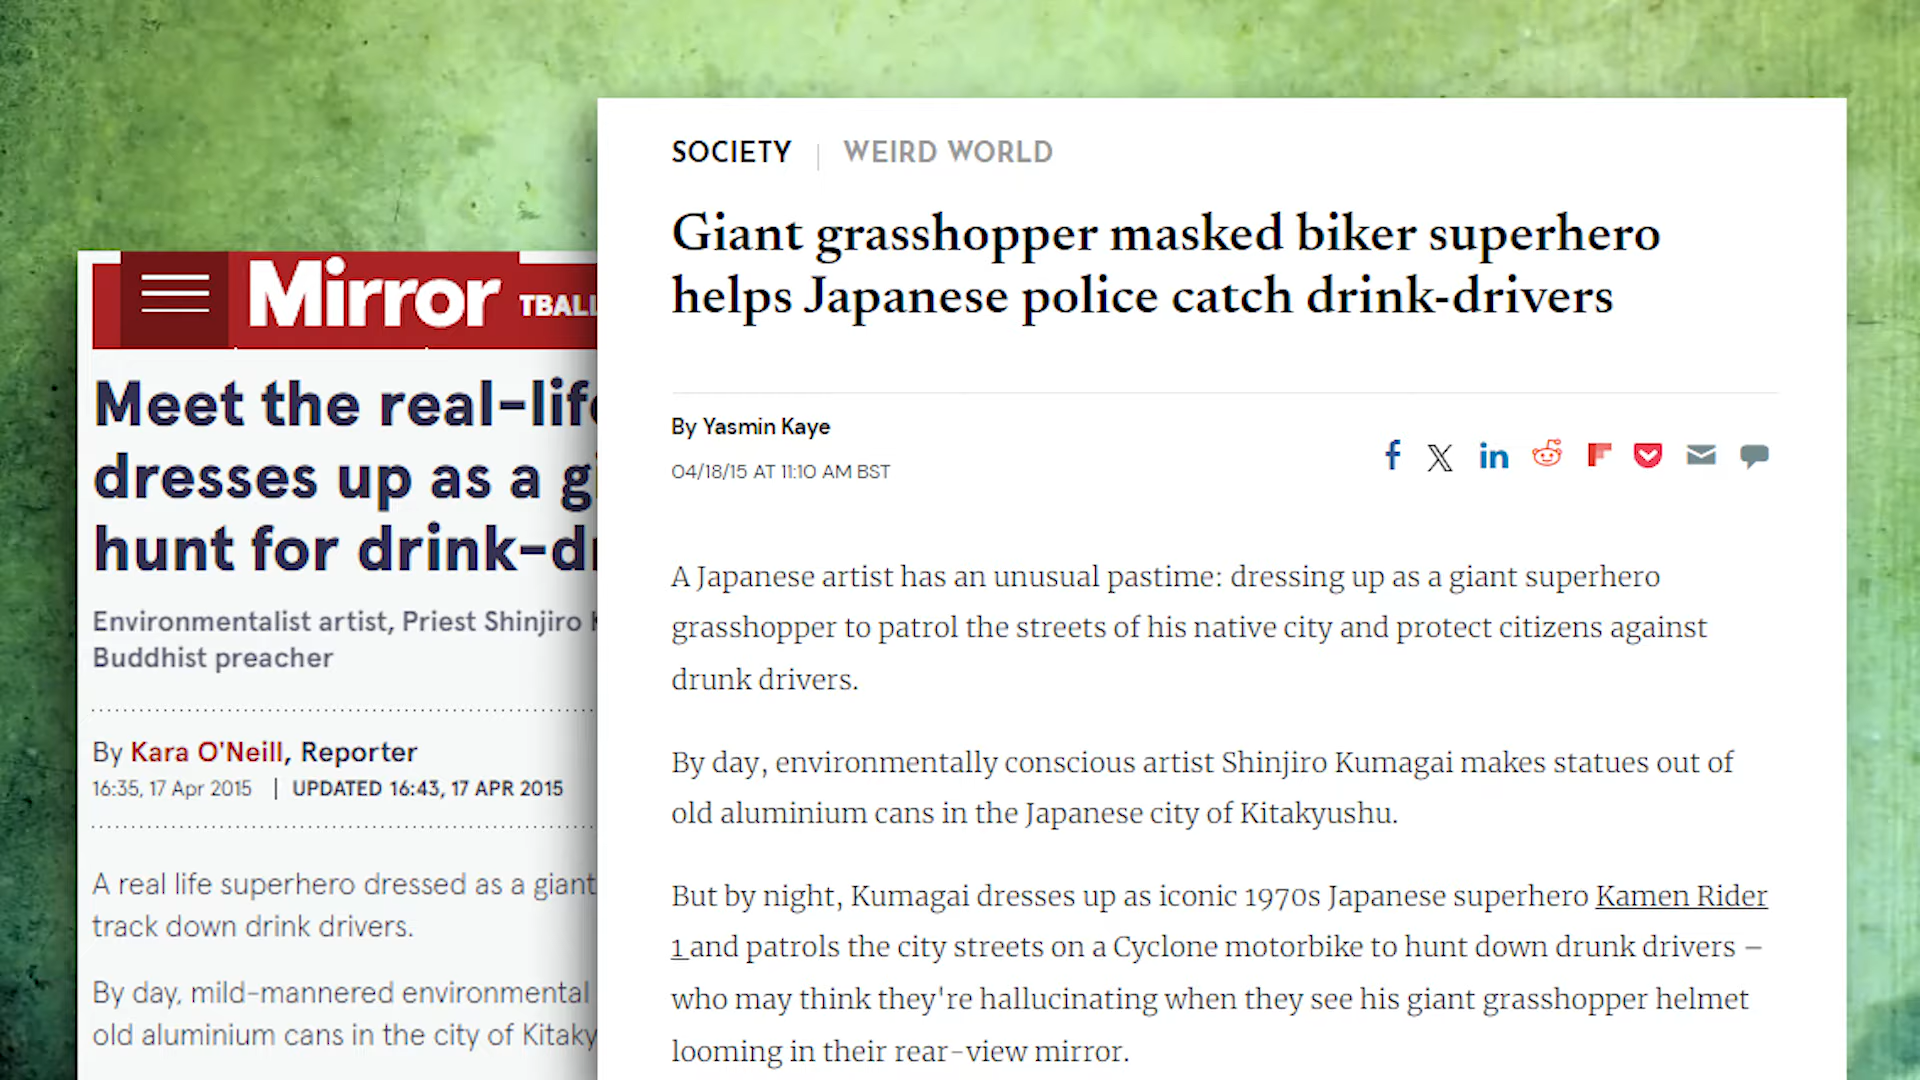 SOCIETY | WEIRD WORLD
Giant grasshopper masked biker superhero
helps Japanese police catch drink-drivers
By Yasmin Kaye
04/18/15 AT 11:10 AM BST
A Japanese artist has an unusual pastime: dressing up as a giant superhero
grasshopper to patrol the streets of his native city and protect citizens against
drunk drivers.
By day, environmentally conscious artist Shinjiro Kumagai makes statues out of
old aluminium cans in the Japanese city of Kitakyushu.
But by night, Kumagai dresses up as iconic 1970s Japanese superhero Kamen Rider
1 and patrols the city streets on a Cyclone motorbike to hunt down drunk drivers –
who may think they're hallucinating when they see his giant grasshopper helmet
looming in their rear-view mirror.
Mirror
TBALL
Meet the real-life
dresses up as a
hunt for drink-
Environmentalist artist, Priest Shinjiro
Buddhist preacher
By Kara O'Neill, Reporter
16:35, 17 Apr 2015 | UPDATED 16:43, 17 APR 2015
A real life superhero dressed as a giant
track down drink drivers.
By day, mild-mannered environmental
old aluminium cans in the city of Kitaky